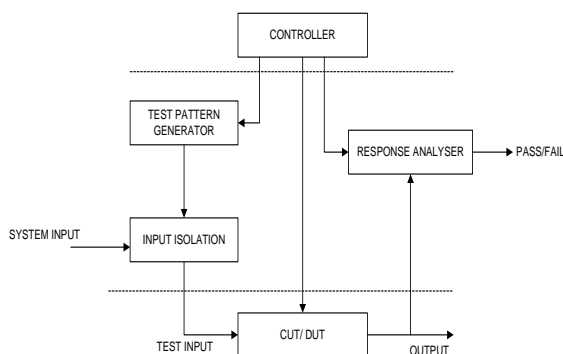 CONTROLLER
TEST PATTERN
GENERATOR
RESPONSE ANALYSER
PASS/FAIL
SYSTEM INPUT
INPUT ISOLATION
TEST INPUT
CUT/ DUT
OUTPUT